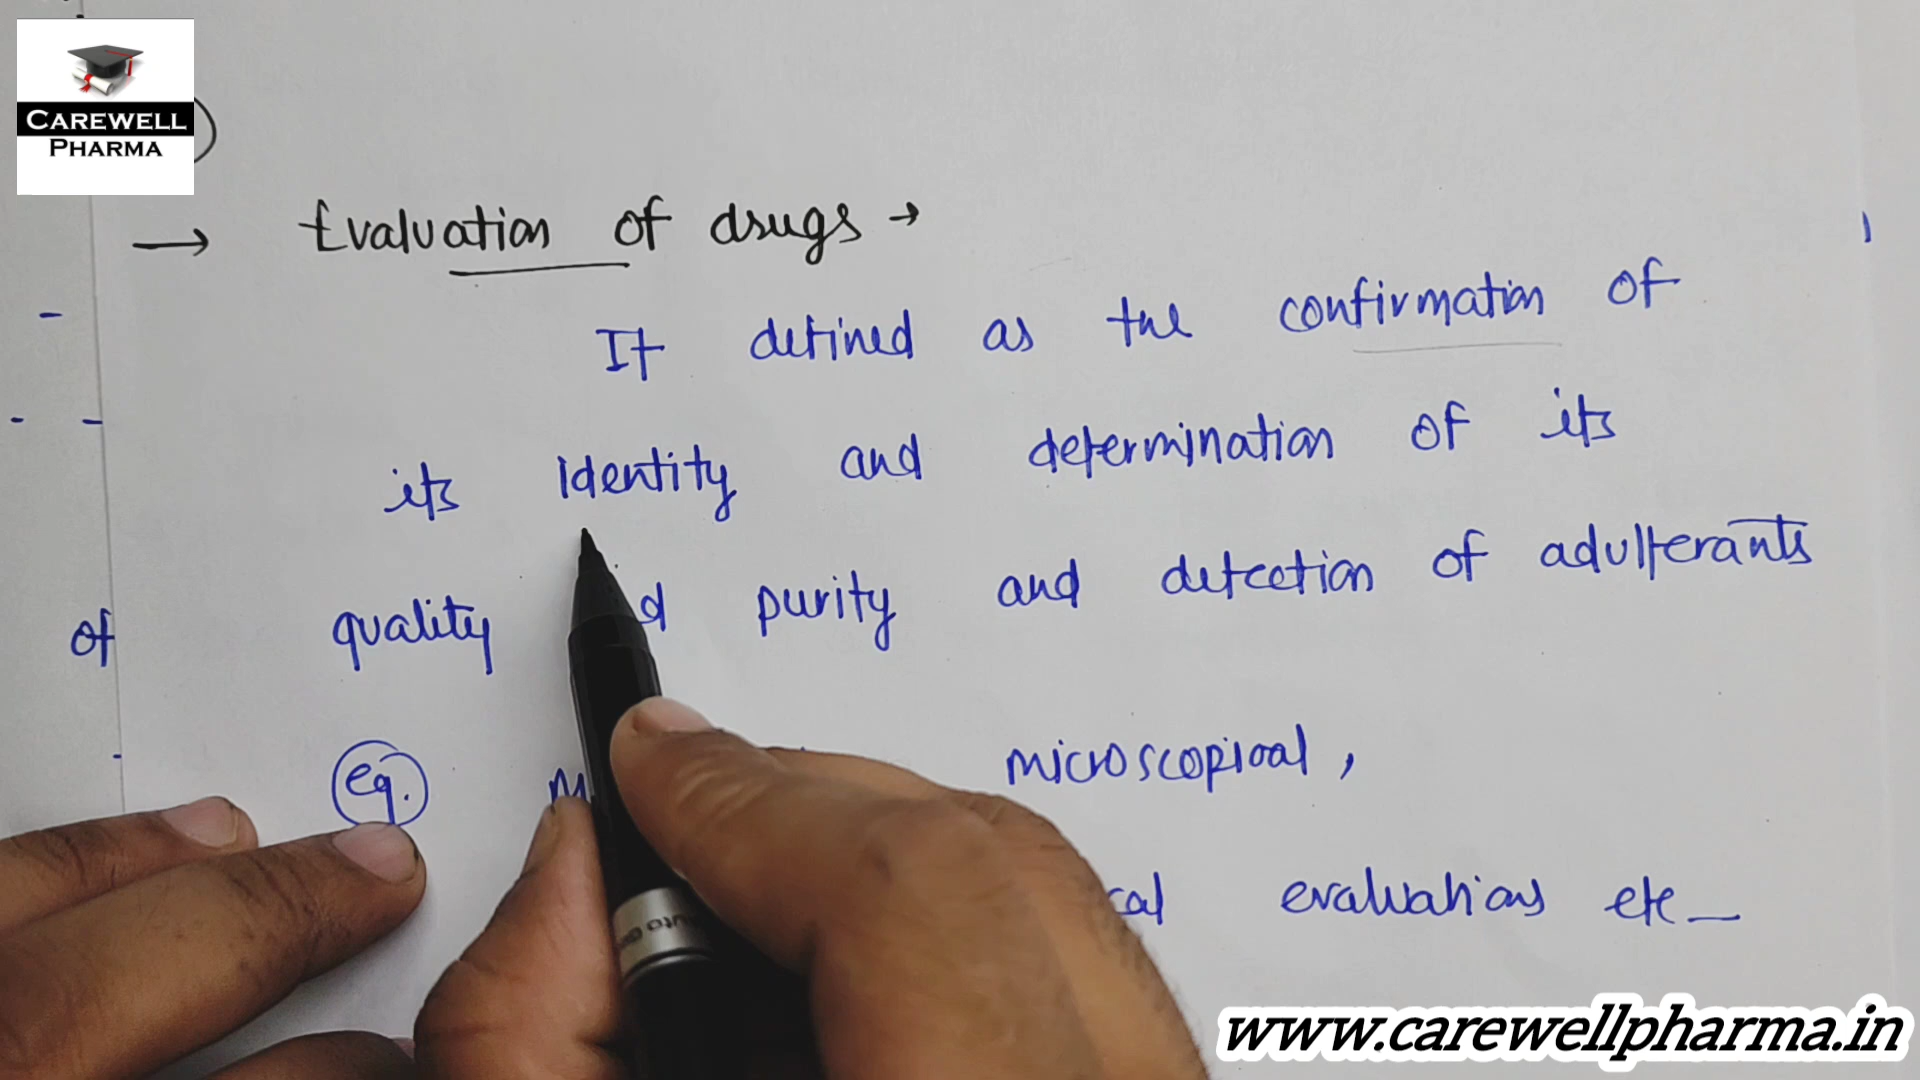 CAREWELL
PHARMA
→ Evaluation of drugs →
It defined as the confirmation of
its identity and determination of its
of quality purity and detection of adulterants
eg. microscopical,
evaluations etc_
www.carewellpharma.in